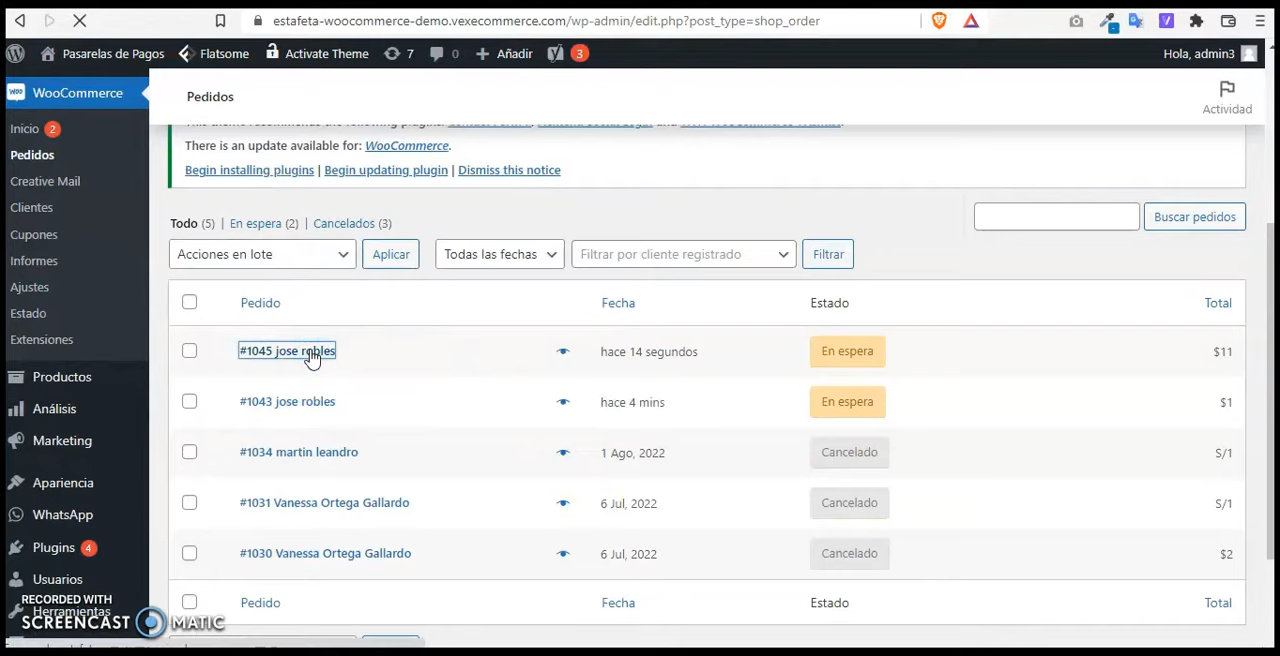 estafeta-woocommerce-demo.vexecommerce.com/wp-admin/edit.php?post_type=shop_order
Pasarelas de Pagos Flatsome Activate Theme 7 0 Añadir 3 Hola, admin3
WooCommerce
Pedidos
Actividad
Inicio 2
Pedidos
Creative Mail
Clientes
Cupones
Informes
Ajustes
Estado
Extensiones
Productos
Análisis
Marketing
Apariencia
WhatsApp
Plugins 4
Usuarios
Herramientas
There is an update available for: WooCommerce.
Begin installing plugins | Begin updating plugin | Dismiss this notice
Todo (5) | En espera (2) | Cancelados (3)
Buscar pedidos
Acciones en lote Aplicar Todas las fechas Filtrar por cliente registrado Filtrar
Pedido Fecha Estado Total
#1045 jose robles hace 14 segundos En espera $11
#1043 jose robles hace 4 mins En espera $1
#1034 martin leandro 1 Ago, 2022 Cancelado S/1
#1031 Vanessa Ortega Gallardo 6 Jul, 2022 Cancelado S/1
#1030 Vanessa Ortega Gallardo 6 Jul, 2022 Cancelado $2
Pedido Fecha Estado Total
RECORDED WITH
SCREENCAST MATIC